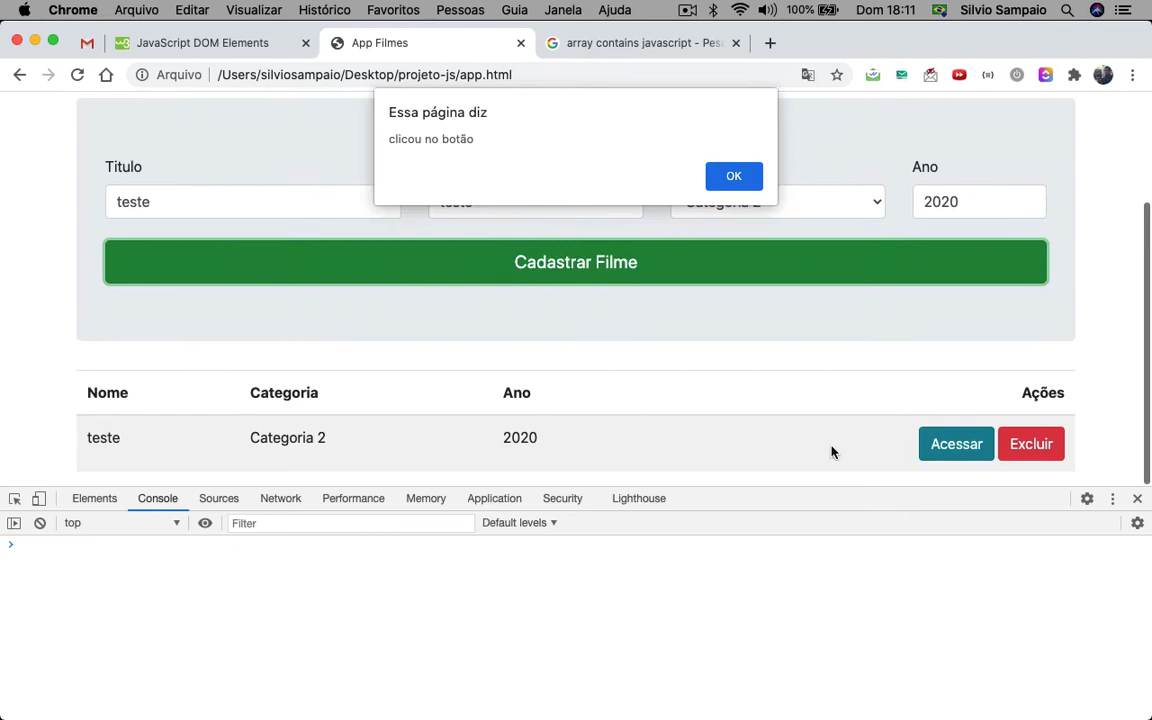 Chrome Arquivo Editar Visualizar Histórico Favoritos Pessoas Guia Janela Ajuda 100% Dom 18:11 Silvio Sampaio
JavaScript DOM Elements App Filmes array contains javascript - Pes
Arquivo /Users/silviosampaio/Desktop/projeto-js/app.html
Essa página diz
clicou no botão
OK
Titulo Ano
teste teste Categoria 2 2020
Cadastrar Filme
Nome Categoria Ano Ações
teste Categoria 2 2020 Acessar Excluir
Elements Console Sources Network Performance Memory Application Security Lighthouse
top Filter Default levels